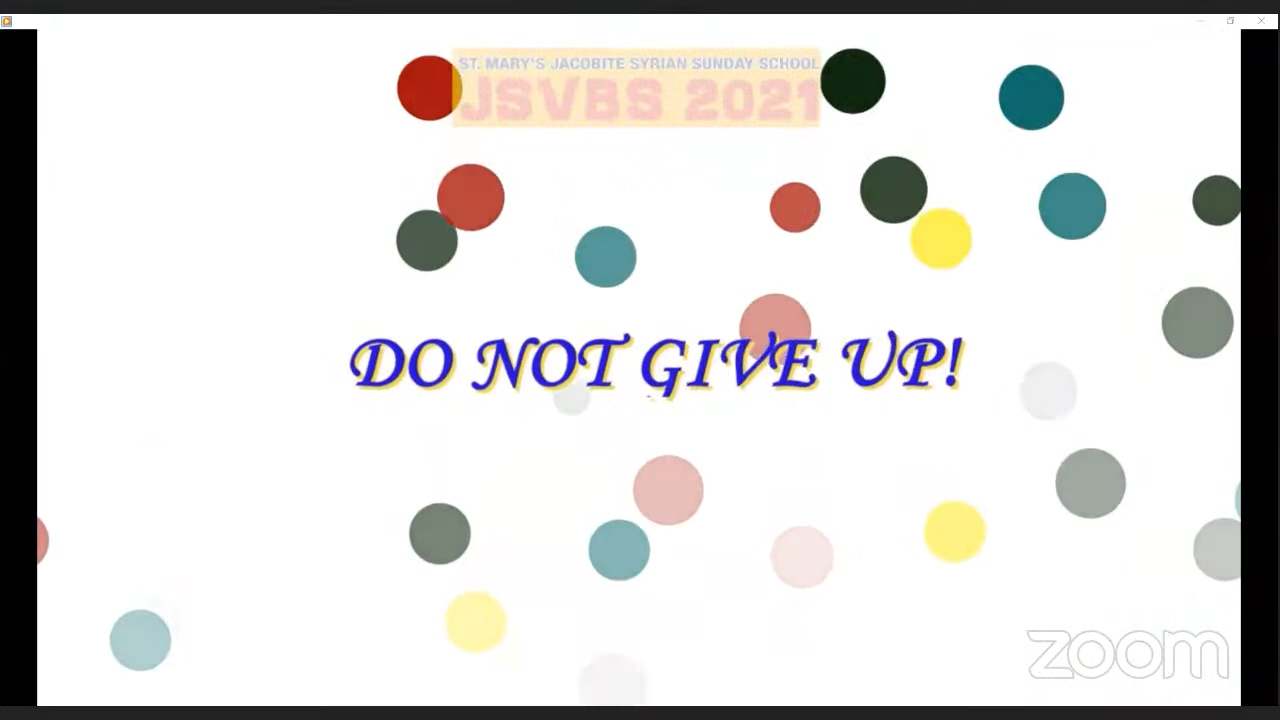 ST. MARY'S JACOBITE SYRIAN SUNDAY SCHOOL
JSVBS 2021
DO NOT GIVE UP!
zoom